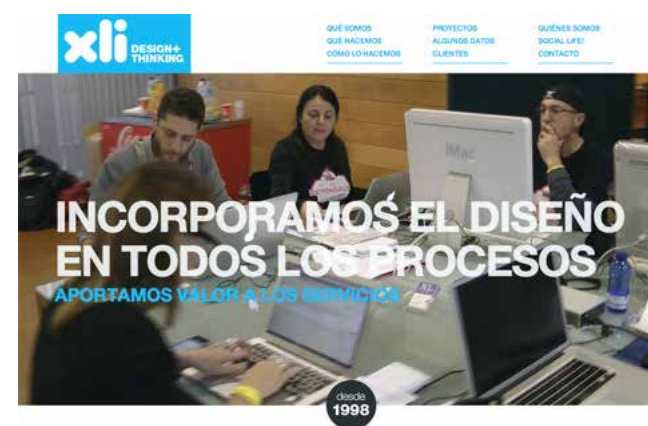 xli
DESIGN+
THINKING
QUÉ SOMOS
QUÉ HACEMOS
CÓMO LO HACEMOS
PROYECTOS
ALGUNOS DATOS
CLIENTES
QUIÉNES SOMOS
SOCIAL LIFE!
CONTACTO
iMac
INCORPORAMOS EL DISEÑO
EN TODOS LOS PROCESOS
APORTAMOS VALOR A LOS SERVICIOS
desde
1998